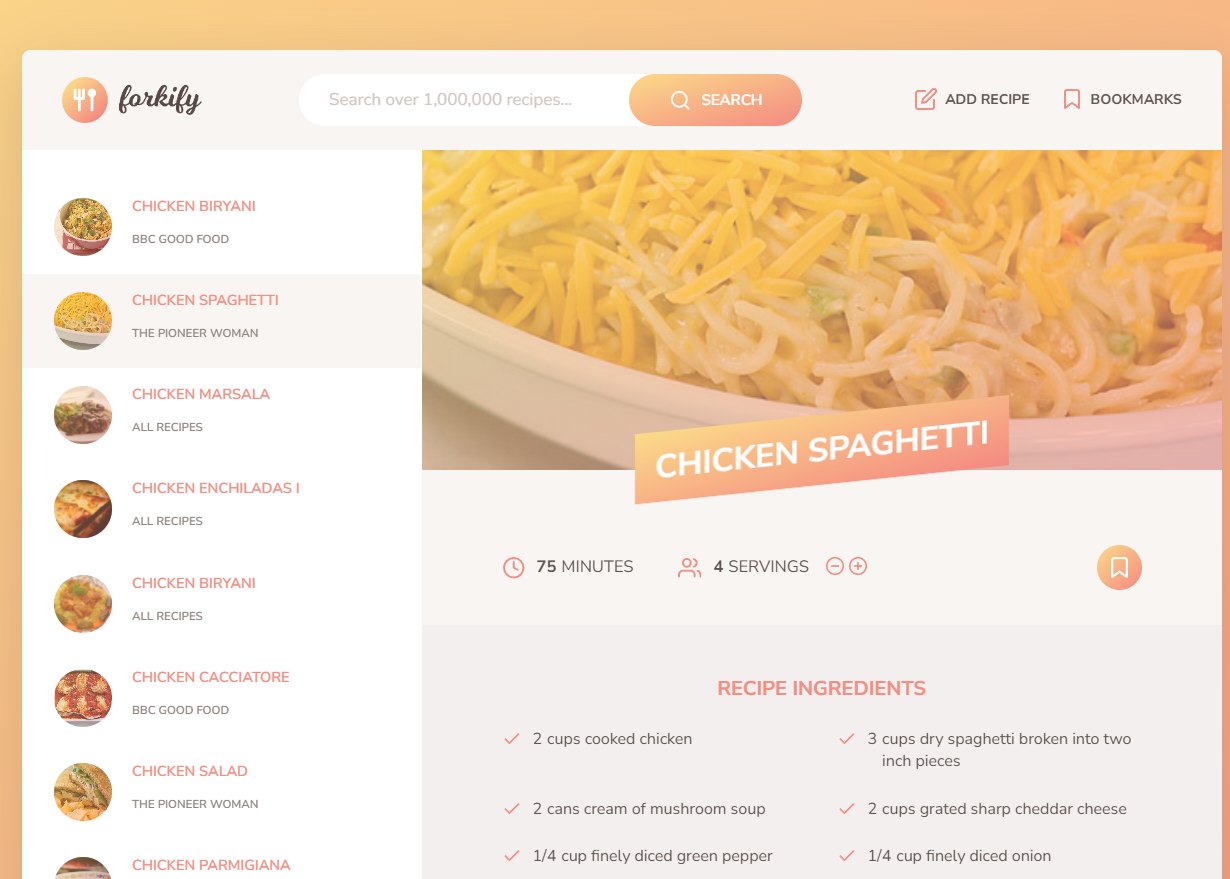 forkify
Search over 1,000,000 recipes...
SEARCH
ADD RECIPE
BOOKMARKS
CHICKEN BIRYANI
BBC GOOD FOOD
CHICKEN SPAGHETTI
THE PIONEER WOMAN
CHICKEN MARSALA
ALL RECIPES
CHICKEN ENCHILADAS I
ALL RECIPES
CHICKEN BIRYANI
ALL RECIPES
CHICKEN CACCIATORE
BBC GOOD FOOD
CHICKEN SALAD
THE PIONEER WOMAN
CHICKEN PARMIGIANA
CHICKEN SPAGHETTI
75 MINUTES
4 SERVINGS
RECIPE INGREDIENTS
2 cups cooked chicken
3 cups dry spaghetti broken into two
inch pieces
2 cans cream of mushroom soup
2 cups grated sharp cheddar cheese
1/4 cup finely diced green pepper
1/4 cup finely diced onion